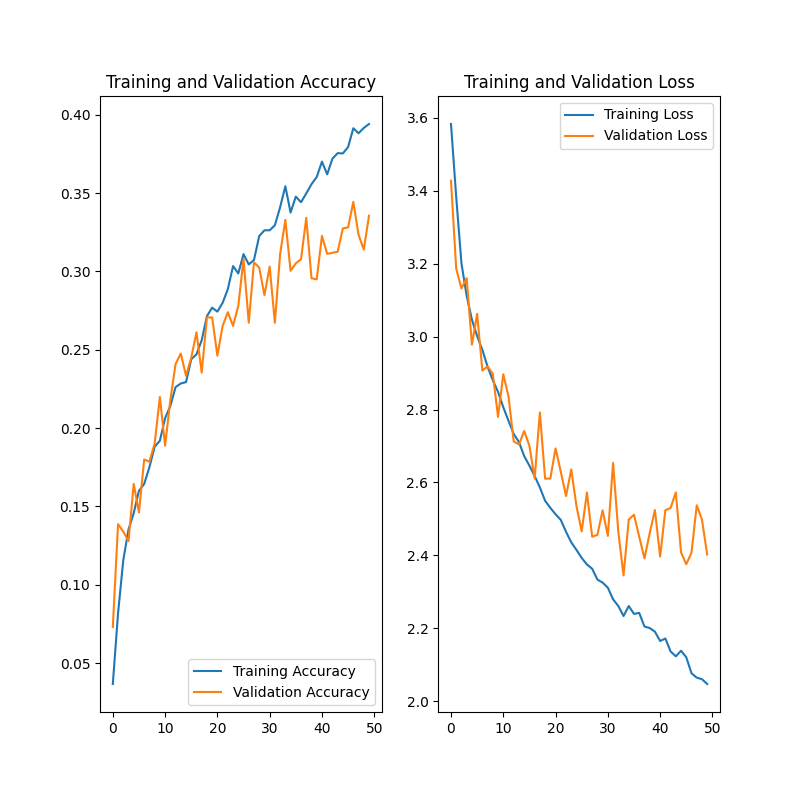 Training and Validation Accuracy
0.40
0.35
0.30
0.25
0.20
0.15
0.10
0.05
0 10 20 30 40 50
Training Accuracy
Validation Accuracy
Training and Validation Loss
3.6
3.4
3.2
3.0
2.8
2.6
2.4
2.2
2.0
0 10 20 30 40 50
Training Loss
Validation Loss